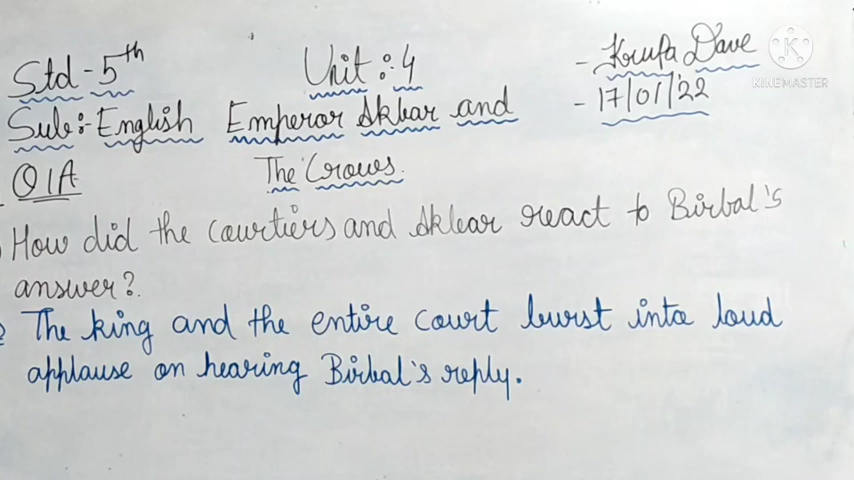 Std - 5th Unit :- 4 - Krupa Dave
KINEMASTER
Sub:- English Emperor Akbar and - 17/01/22
Q1A The Crows.
How did the courtiers and Akbar react to Birbal's
answer?
The king and the entire court burst into loud
applause on hearing Birbal's reply.